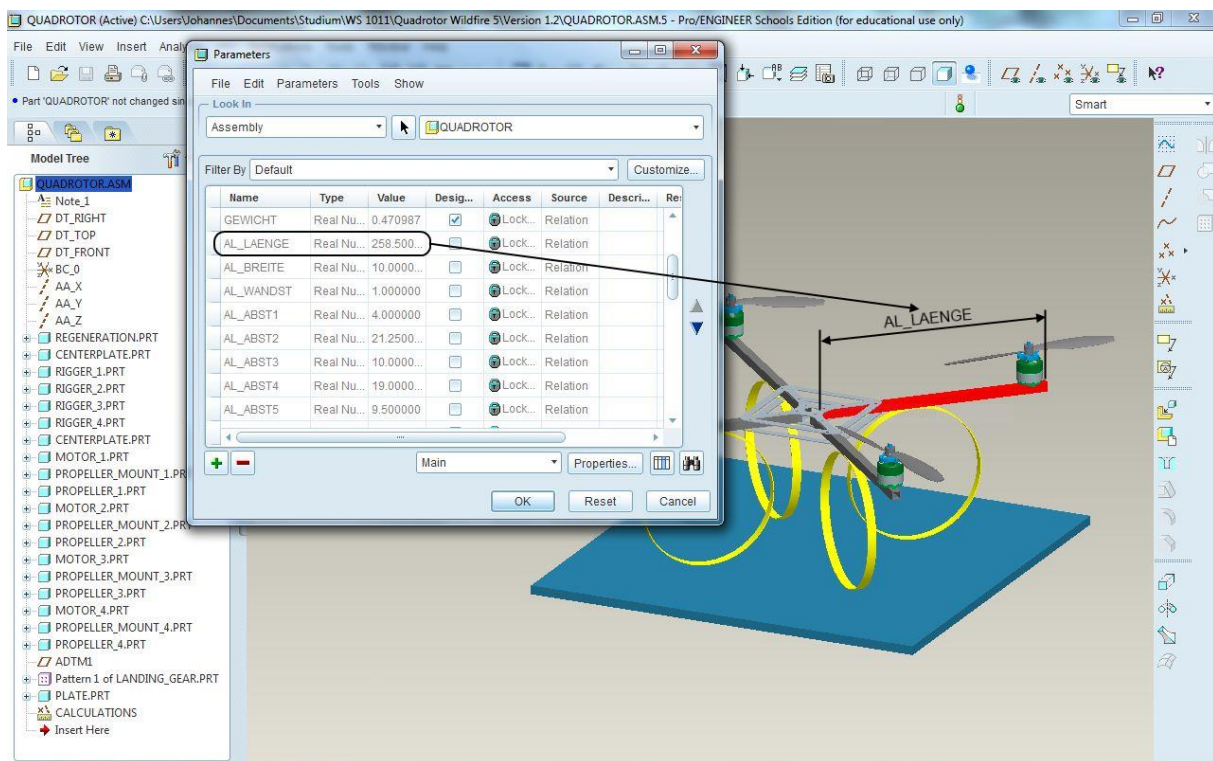 QUADROTOR (Active) C:\Users\Johannes\Documents\Studium\WS 1011\Quadrotor Wildfire 5\Version 1.2\QUADROTOR.ASM.5 - Pro/ENGINEER Schools Edition (for educational use only)
File Edit View Insert Analy
• Part 'QUADROTOR' not changed sin
Smart
Model Tree
QUADROTOR.ASM
Note_1
DT_RIGHT
DT_TOP
DT_FRONT
BC_0
AA_X
AA_Y
AA_Z
REGENERATION.PRT
CENTERPLATE.PRT
RIGGER_1.PRT
RIGGER_2.PRT
RIGGER_3.PRT
RIGGER_4.PRT
CENTERPLATE.PRT
MOTOR_1.PRT
PROPELLER_MOUNT_1.PR
PROPELLER_1.PRT
MOTOR_2.PRT
PROPELLER_MOUNT_2.PRT
PROPELLER_2.PRT
MOTOR_3.PRT
PROPELLER_MOUNT_3.PRT
PROPELLER_3.PRT
MOTOR_4.PRT
PROPELLER_MOUNT_4.PRT
PROPELLER_4.PRT
ADTM1
Pattern 1 of LANDING_GEAR.PRT
PLATE.PRT
CALCULATIONS
Insert Here
Parameters
File Edit Parameters Tools Show
Look In
Assembly QUADROTOR
Filter By Default Customize...
Name Type Value Desig... Access Source Descri... Re
GEWICHT Real Nu... 0.470987 Lock... Relation
AL_LAENGE Real Nu... 258.500... Lock... Relation
AL_BREITE Real Nu... 10.0000... Lock... Relation
AL_WANDST Real Nu... 1.000000 Lock... Relation
AL_ABST1 Real Nu... 4.000000 Lock... Relation
AL_ABST2 Real Nu... 21.2500... Lock... Relation
AL_ABST3 Real Nu... 10.0000... Lock... Relation
AL_ABST4 Real Nu... 19.0000... Lock... Relation
AL_ABST5 Real Nu... 9.500000 Lock... Relation
Main Properties...
OK Reset Cancel
AL_LAENGE